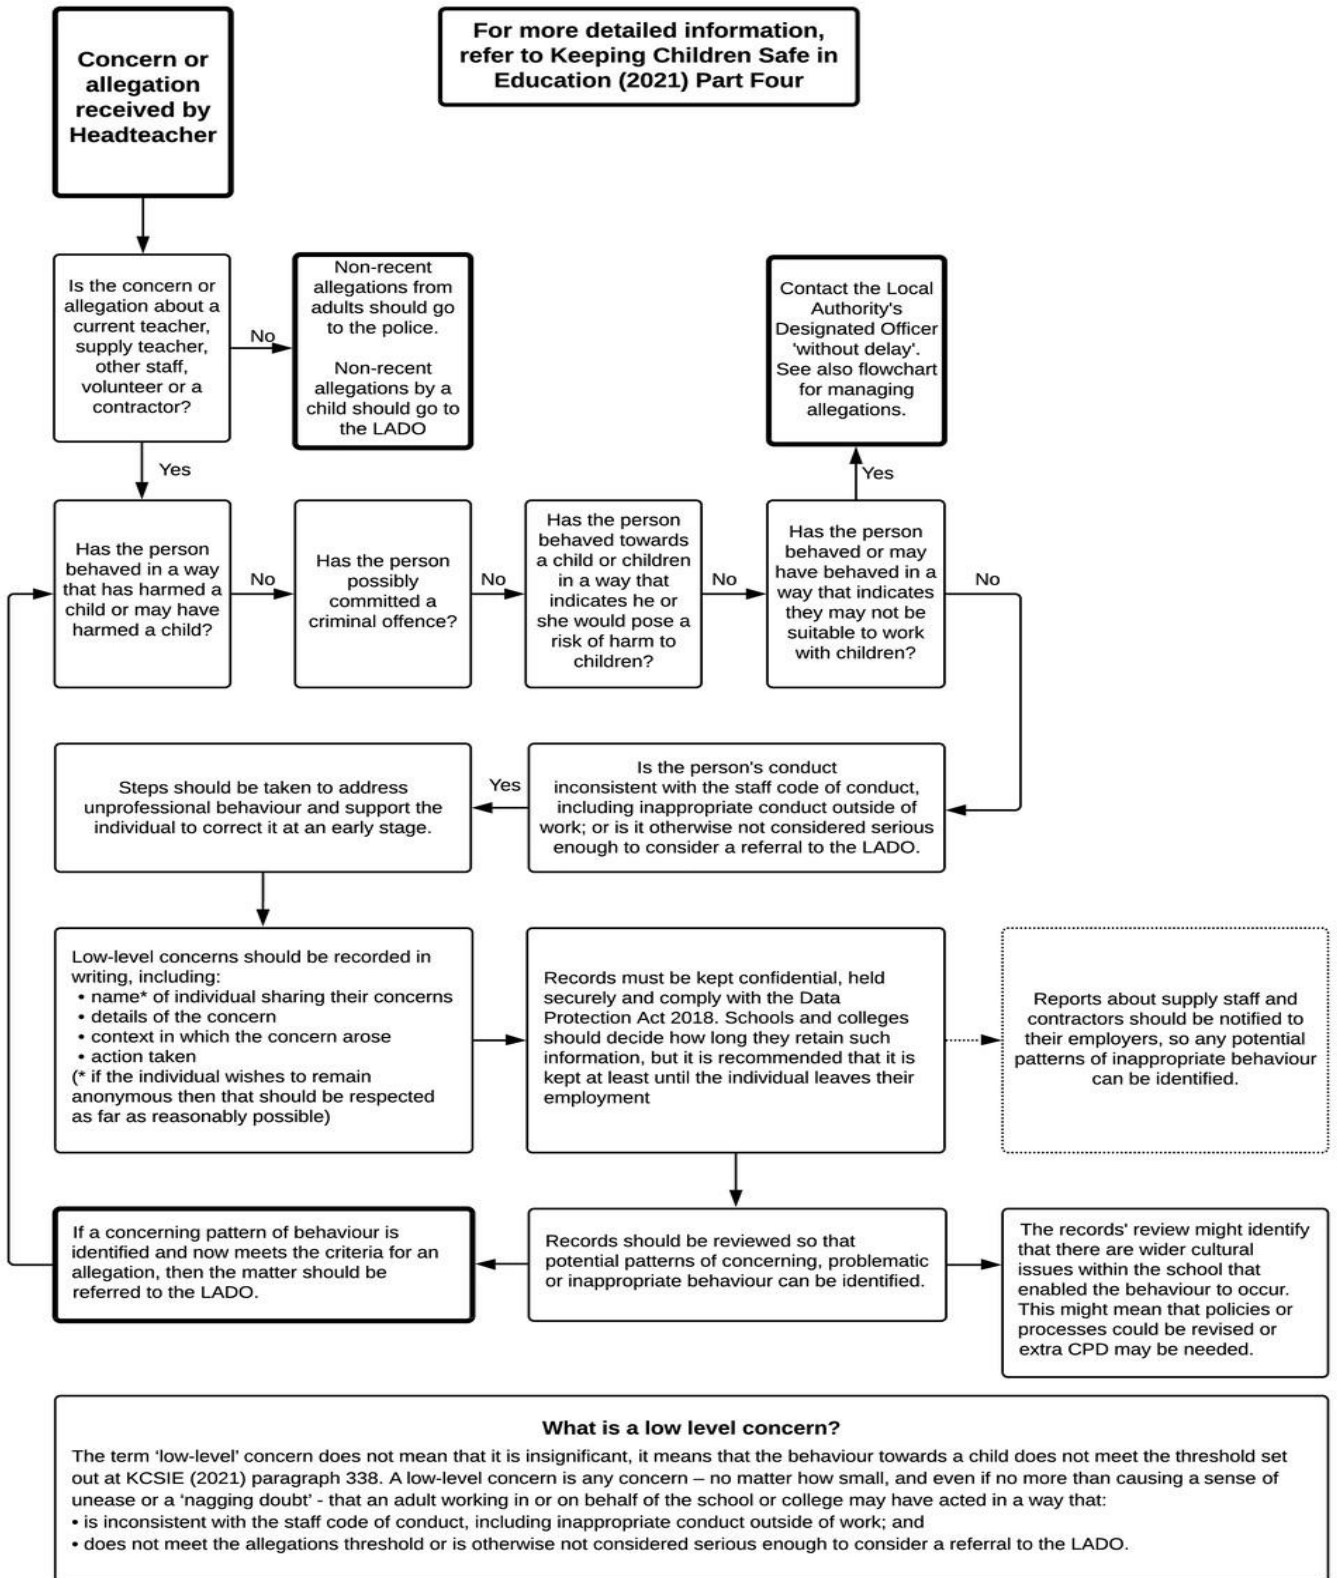 Concern or
allegation
received by
Headteacher
For more detailed information,
refer to Keeping Children Safe in
Education (2021) Part Four
Is the concern or
allegation about a
current teacher,
supply teacher,
other staff,
volunteer or a
contractor?
No
Non-recent
allegations from
adults should go
to the police.
Non-recent
allegations by a
child should go to
the LADO
Contact the Local
Authority's
Designated Officer
'without delay'.
See also flowchart
for managing
allegations.
Yes
Yes
Has the person
behaved in a way
that has harmed a
child or may have
harmed a child?
No
Has the person
possibly
committed a
criminal offence?
No
Has the person
behaved towards
a child or children
in a way that
indicates he or
she would pose a
risk of harm to
children?
No
Has the person
behaved or may
have behaved in a
way that indicates
they may not be
suitable to work
with children?
No
Steps should be taken to address
unprofessional behaviour and support the
individual to correct it at an early stage.
Yes
Is the person's conduct
inconsistent with the staff code of conduct,
including inappropriate conduct outside of
work; or is it otherwise not considered serious
enough to consider a referral to the LADO.
Low-level concerns should be recorded in
writing, including:
• name* of individual sharing their concerns
• details of the concern
• context in which the concern arose
• action taken
(* if the individual wishes to remain
anonymous then that should be respected
as far as reasonably possible)
Records must be kept confidential, held
securely and comply with the Data
Protection Act 2018. Schools and colleges
should decide how long they retain such
information, but it is recommended that it is
kept at least until the individual leaves their
employment
Reports about supply staff and
contractors should be notified to
their employers, so any potential
patterns of inappropriate behaviour
can be identified.
If a concerning pattern of behaviour is
identified and now meets the criteria for an
allegation, then the matter should be
referred to the LADO.
Records should be reviewed so that
potential patterns of concerning, problematic
or inappropriate behaviour can be identified.
The records' review might identify
that there are wider cultural
issues within the school that
enabled the behaviour to occur.
This might mean that policies or
processes could be revised or
extra CPD may be needed.
What is a low level concern?
The term ‘low-level’ concern does not mean that it is insignificant, it means that the behaviour towards a child does not meet the threshold set
out at KCSIE (2021) paragraph 338. A low-level concern is any concern – no matter how small, and even if no more than causing a sense of
unease or a ‘nagging doubt’ - that an adult working in or on behalf of the school or college may have acted in a way that:
• is inconsistent with the staff code of conduct, including inappropriate conduct outside of work; and
• does not meet the allegations threshold or is otherwise not considered serious enough to consider a referral to the LADO.